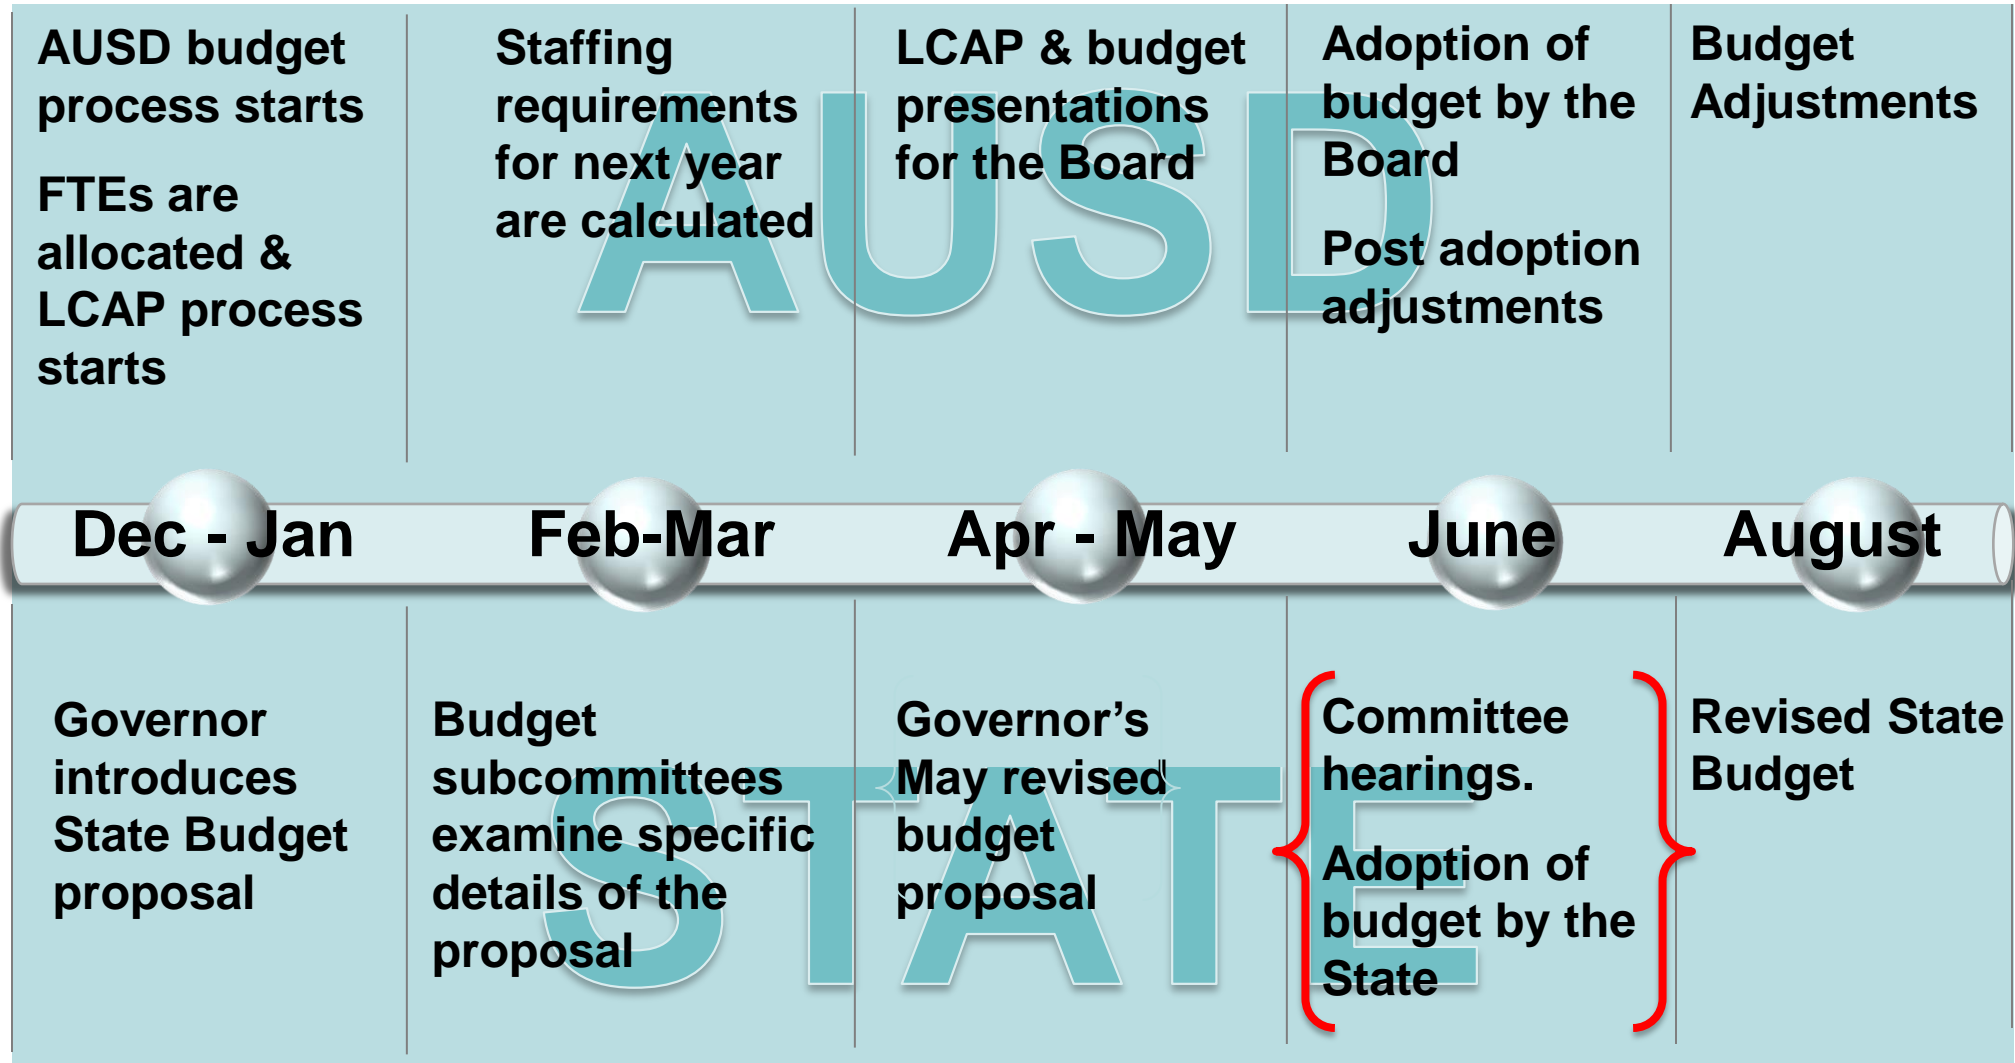 AUSD
AUSD budget
process starts
FTEs are
allocated &
LCAP process
starts
Staffing
requirements
for next year
are calculated
LCAP & budget
presentations
for the Board
Adoption of
budget by the
Board
Post adoption
adjustments
Budget
Adjustments
Dec - Jan
Feb-Mar
Apr - May
June
August
STATE
Governor
introduces
State Budget
proposal
Budget
subcommittees
examine specific
details of the
proposal
Governor’s
May revised
budget
proposal
Committee
hearings.
Adoption of
budget by the
State
Revised State
Budget